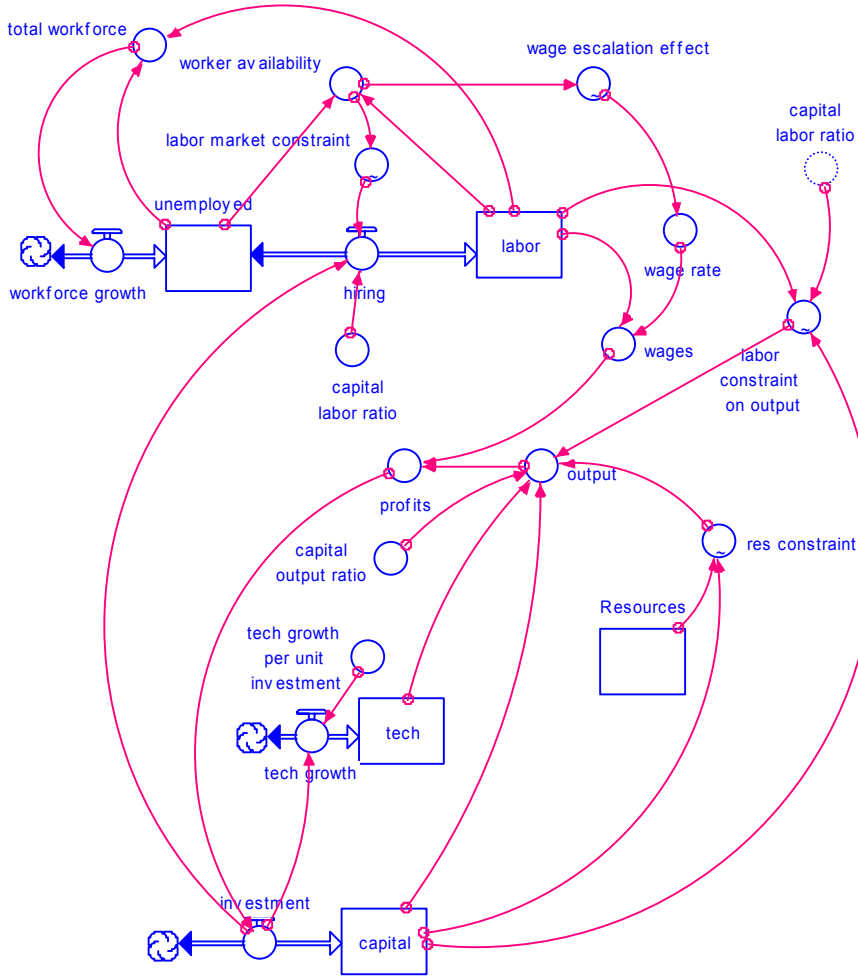 total workforce
wage escalation effect
worker availability
capital
labor ratio
labor market constraint
unemployed
labor
workforce growth
hiring
wage rate
capital
labor ratio
wages
labor
constraint
on output
profits
output
capital
output ratio
res constraint
Resources
tech growth
per unit
investment
tech
tech growth
investment
capital